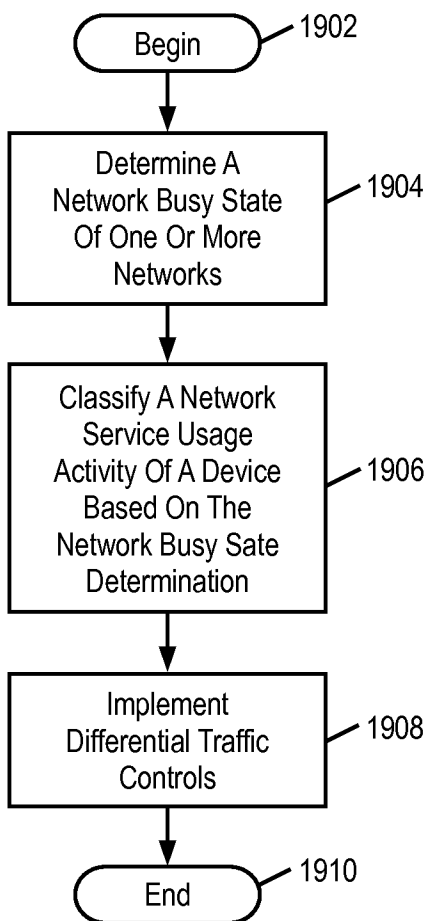 Begin
1902
Determine A
Network Busy State
Of One Or More
Networks
1904
Classify A Network
Service Usage
Activity Of A Device
Based On The
Network Busy Sate
Determination
1906
Implement
Differential Traffic
Controls
1908
End
1910